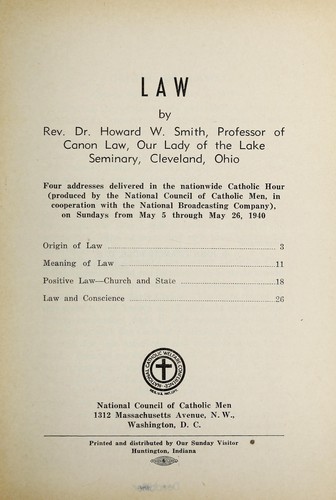 LAW
by
Rev. Dr. Howard W. Smith, Professor of
Canon Law, Our Lady of the Lake
Seminary, Cleveland, Ohio
Four addresses delivered in the nationwide Catholic Hour
(produced by the National Council of Catholic Men, in
cooperation with the National Broadcasting Company),
on Sundays from May 5 through May 26, 1940
Origin of Law 3
Meaning of Law 11
Positive Law—Church and State 18
Law and Conscience 26
NATIONAL CATHOLIC WELFARE CONFERENCE
National Council of Catholic Men
1312 Massachusetts Avenue, N. W.,
Washington, D. C.
Printed and distributed by Our Sunday Visitor
Huntington, Indiana